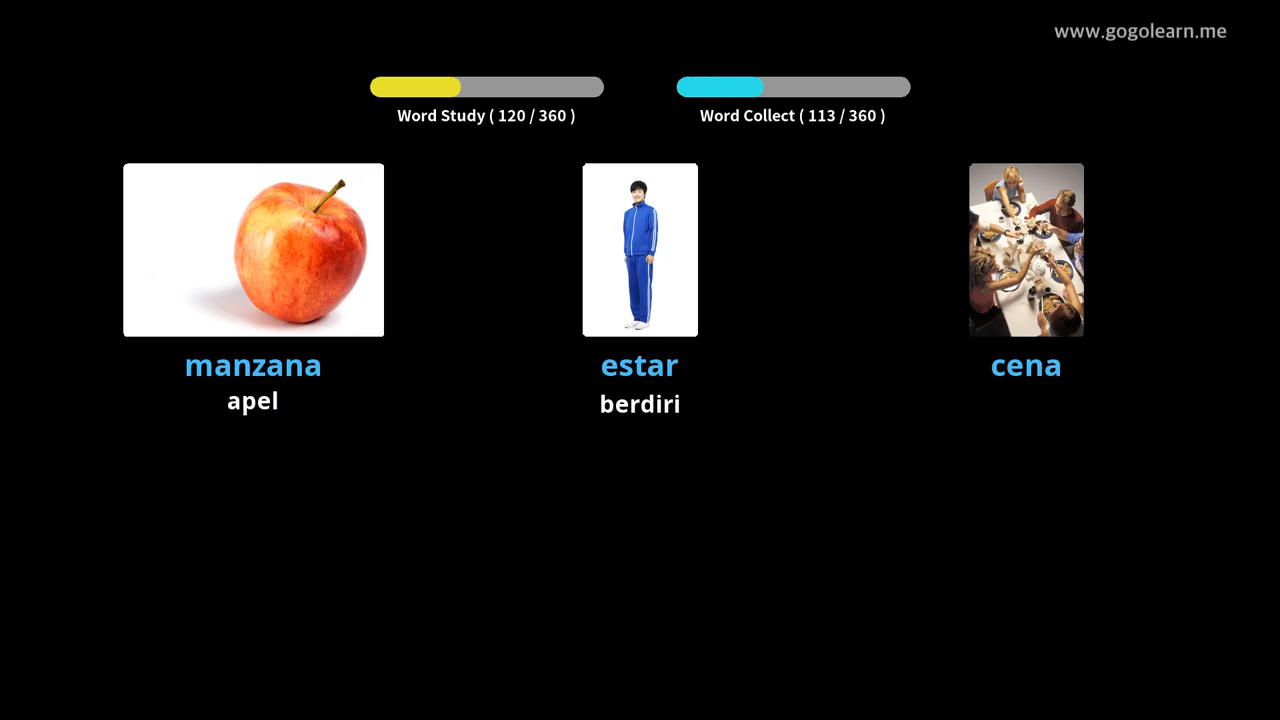 www.gogolearn.me
Word Study ( 120 / 360 )
Word Collect ( 113 / 360 )
manzana
apel
estar
berdiri
cena